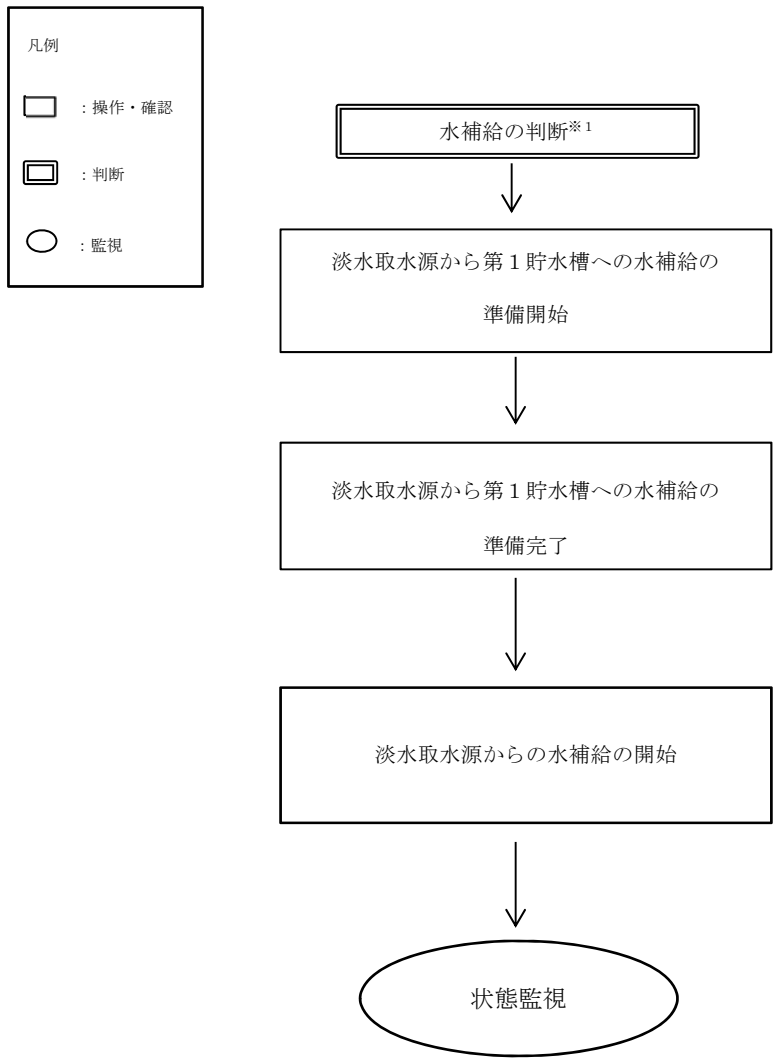 凡例
：操作・確認
：判断
：監視
水補給の判断※1
淡水取水源から第１貯水槽への水補給の
準備開始
淡水取水源から第１貯水槽への水補給の
準備完了
淡水取水源からの水補給の開始
状態監視